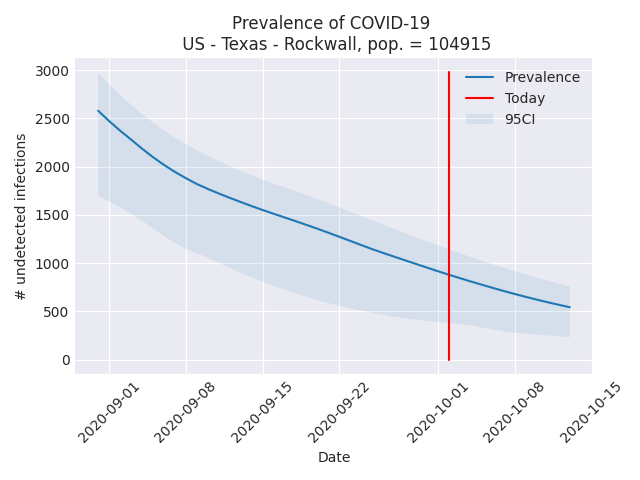 Prevalence of COVID-19
US - Texas - Rockwall, pop. = 104915
3000
2500
2000
1500
1000
500
0
# undetected infections
Prevalence
Today
95CI
2020-09-01
2020-09-08
2020-09-15
2020-09-22
2020-10-01
2020-10-08
2020-10-15
Date